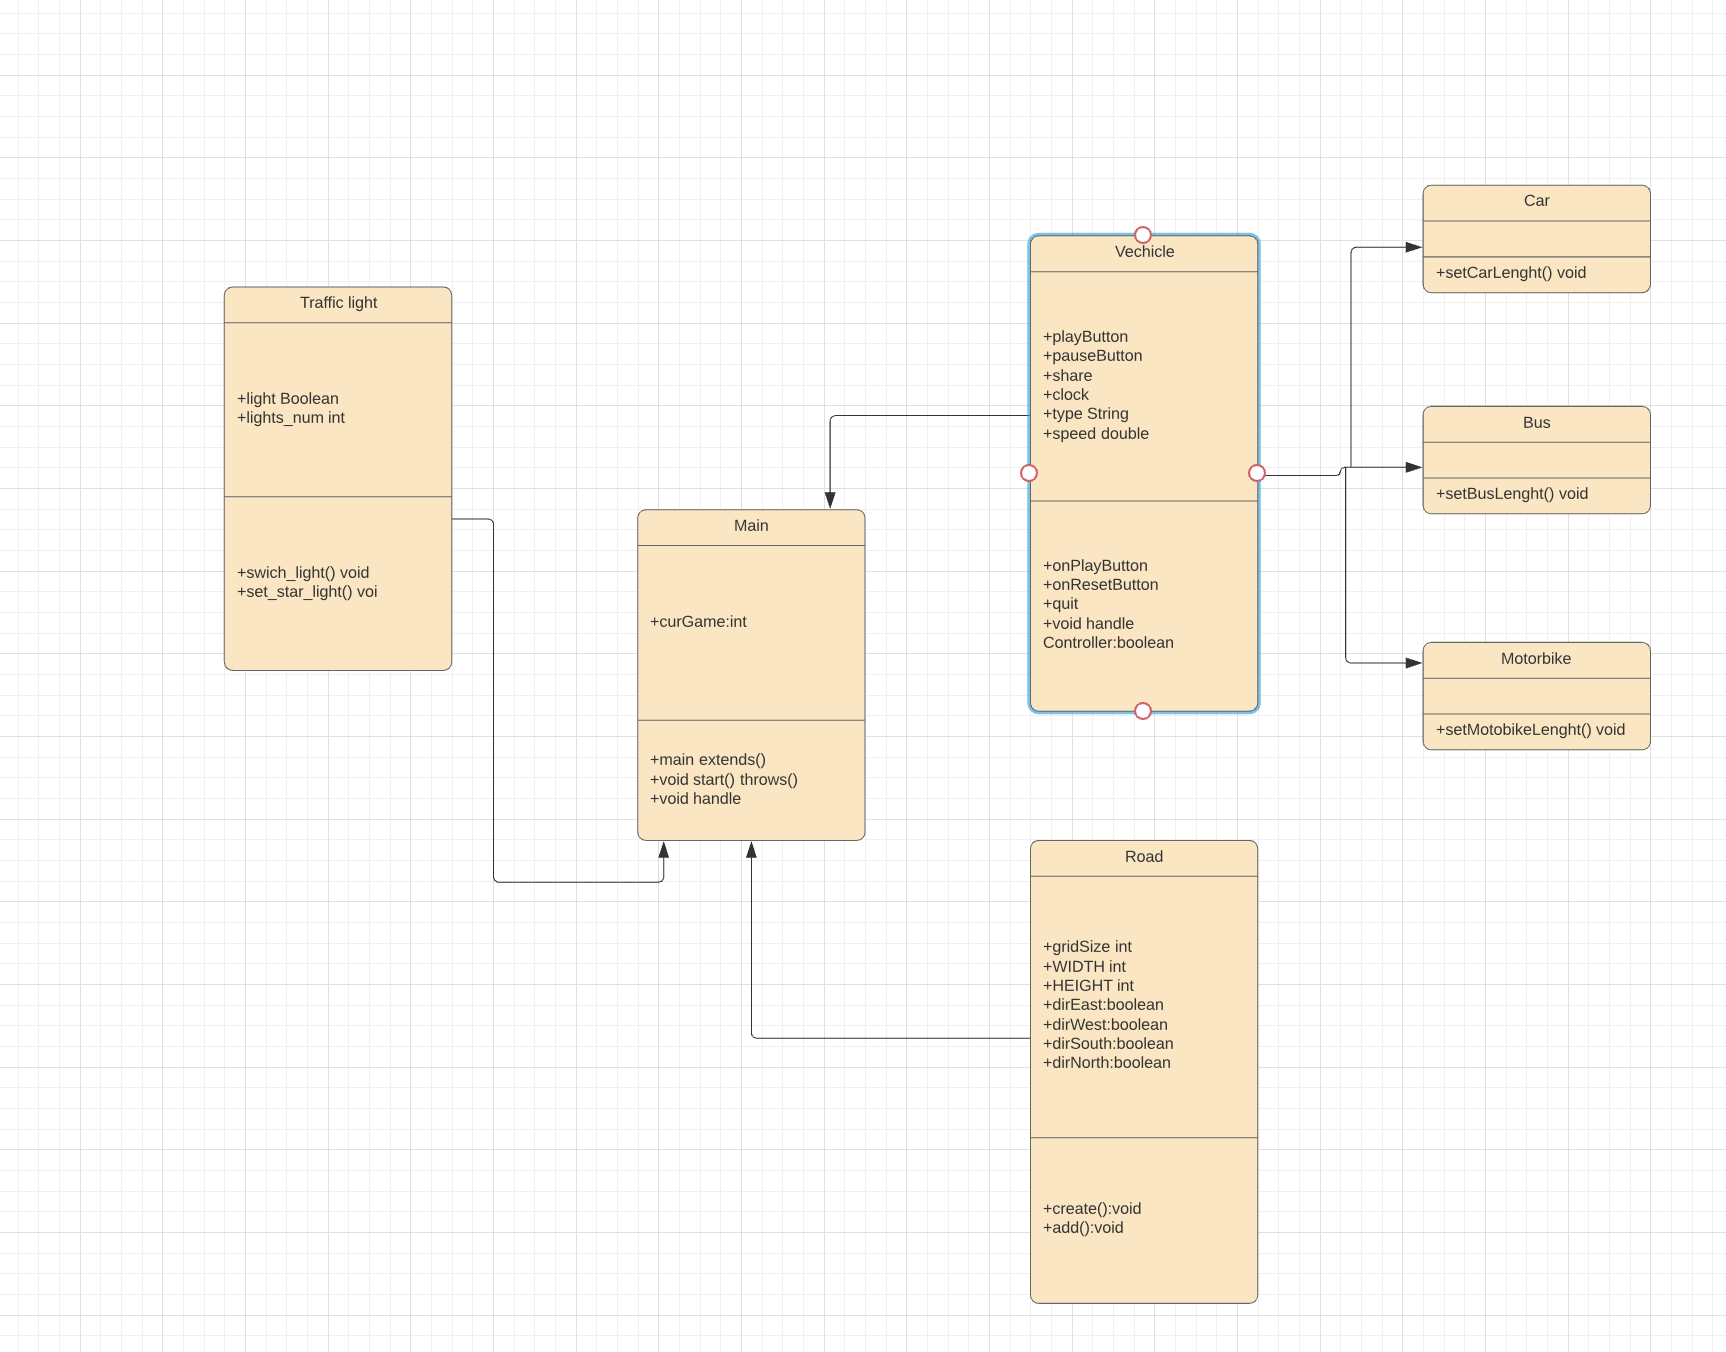 Traffic light
+light Boolean
+lights_num int
+swich_light() void
+set_star_light() voi
Main
+curGame:int
+main extends()
+void start() throws()
+void handle
Vechicle
+playButton
+pauseButton
+share
+clock
+type String
+speed double
+onPlayButton
+onResetButton
+quit
+void handle
Controller:boolean
Car
+setCarLenght() void
Bus
+setBusLenght() void
Motorbike
+setMotobikeLenght() void
Road
+gridSize int
+WIDTH int
+HEIGHT int
+dirEast:boolean
+dirWest:boolean
+dirSouth:boolean
+dirNorth:boolean
+create():void
+add():void